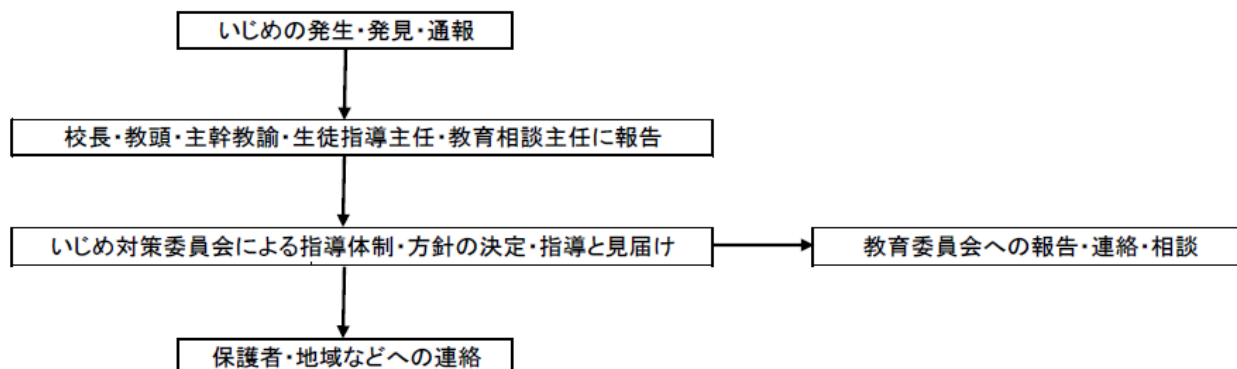 いじめの発生・発見・通報
校長・教頭・主幹教諭・生徒指導主任・教育相談主任に報告
いじめ対策委員会による指導体制・方針の決定・指導と見届け
教育委員会への報告・連絡・相談
保護者・地域などへの連絡